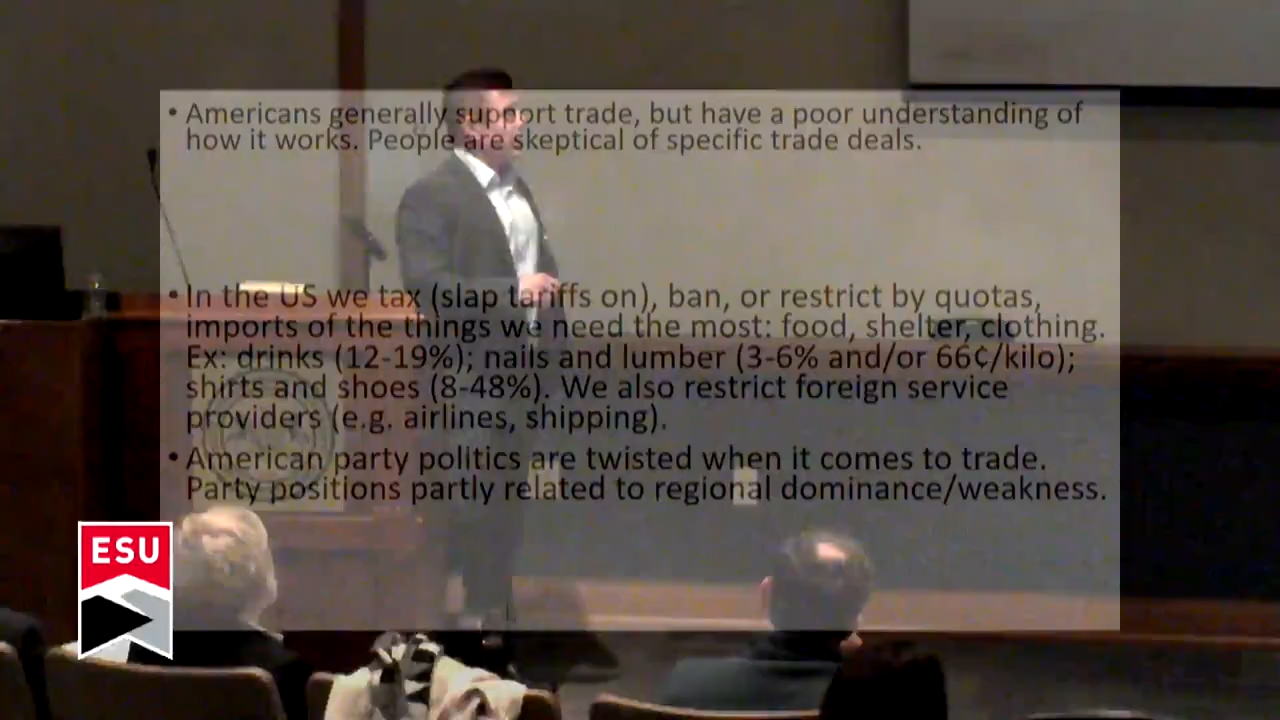 • Americans generally support trade, but have a poor understanding of
how it works. People are skeptical of specific trade deals.
• In the US we tax (slap tariffs on), ban, or restrict by quotas,
imports of the things we need the most: food, shelter, clothing.
Ex: drinks (12-19%); nails and lumber (3-6% and/or 66¢/kilo);
shirts and shoes (8-48%). We also restrict foreign service
providers (e.g. airlines, shipping).
• American party politics are twisted when it comes to trade.
Party positions partly related to regional dominance/weakness.
ESU